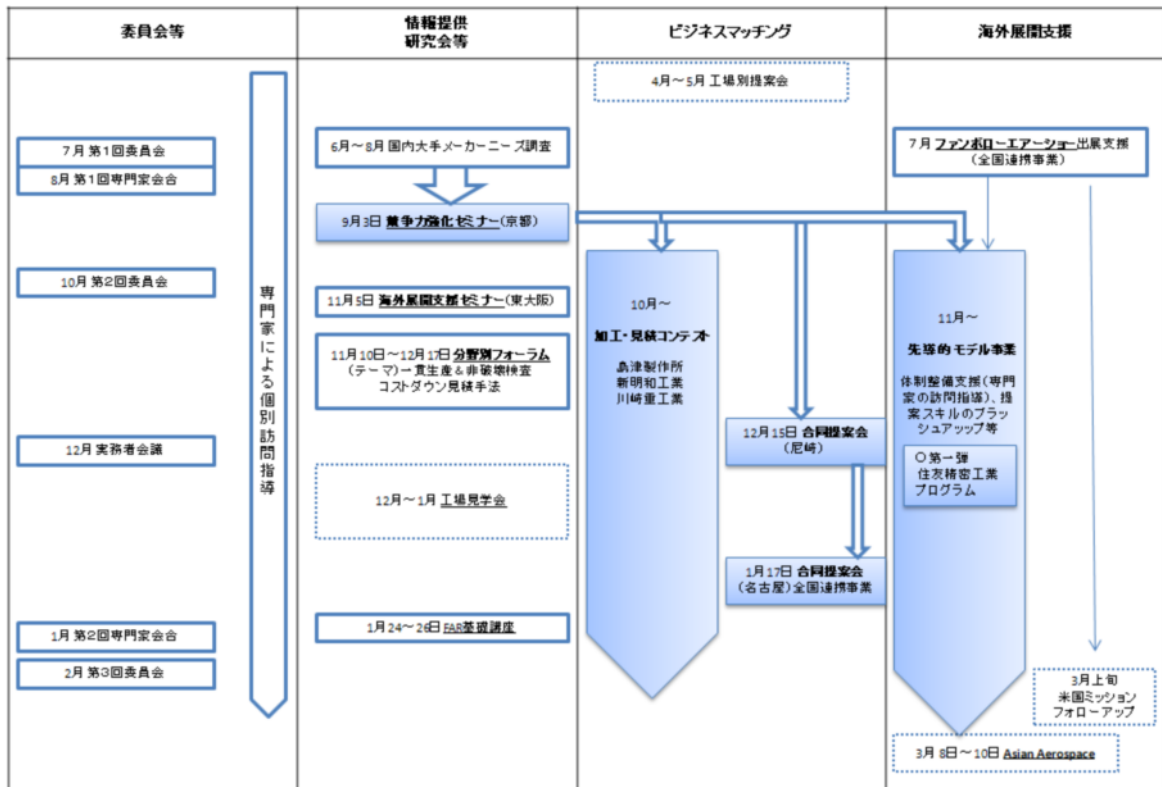 委員会等
情報提供
研究会等
ビジネスマッチング
海外展開支援
7月 第1回委員会
8月 第1回専門家会合
10月 第2回委員会
12月 実務者会議
1月 第2回専門家会合
2月 第3回委員会
専門家による個別訪問指導
6月～8月 国内大手メーカーニーズ調査
9月3日 競争力強化セミナー(京都)
11月5日 海外展開支援セミナー(東大阪)
11月10日～12月17日 分野別フォーラム
(テーマ)一貫生産＆非破壊検査
コストダウン見積手法
12月～1月 工場見学会
1月 24～26日 FAR基礎講座
4月～5月 工場別提案会
10月～
加工・見積コンテスト
島津製作所
新明和工業
川崎重工業
12月15日 合同提案会
(尼崎)
1月17日 合同提案会
(名古屋)全国連携事業
7月 ファンボローエアーショー出展支援
(全国連携事業)
11月～
先導的モデル事業
体制整備支援(専門
家の訪問指導)、提
案スキルのブラッ
シュアップ等
○第一弾
住友精密工業
プログラム
3月上旬
米国ミッション
フォローアップ
3月 8日～10日 Asian Aerospace